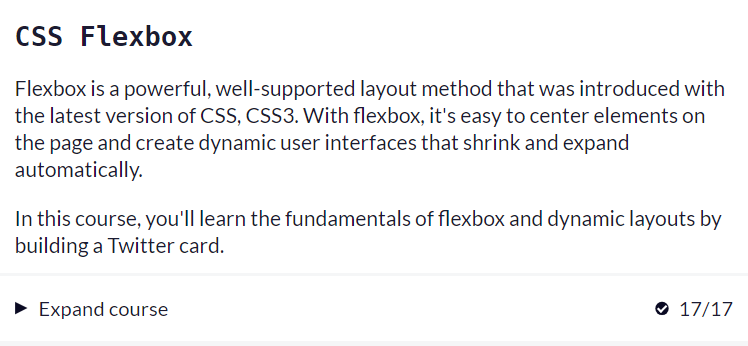 CSS Flexbox
Flexbox is a powerful, well-supported layout method that was introduced with
the latest version of CSS, CSS3. With flexbox, it's easy to center elements on
the page and create dynamic user interfaces that shrink and expand
automatically.
In this course, you'll learn the fundamentals of flexbox and dynamic layouts by
building a Twitter card.
Expand course 17/17